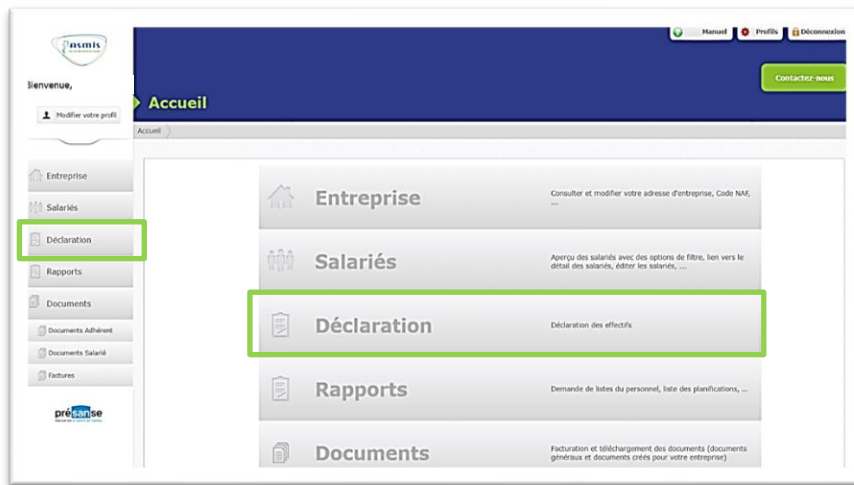 asmis
Manuel
Profils
Déconnexion
Bienvenue,
Contactez-nous
Modifier votre profil
Accueil
Accueil
Entreprise
Salariés
Déclaration
Rapports
Documents
Documents Adhérent
Documents Salarié
Factures
présanse
Entreprise
Consulter et modifier votre adresse d'entreprise, Code NAF,
...
Salariés
Aperçu des salariés avec des options de filtre, lien vers le
détail des salariés, éditer les salariés, ...
Déclaration
Déclaration des effectifs
Rapports
Demande de listes du personnel, liste des planifications, ...
Documents
Facturation et téléchargement des documents (documents
généraux et documents créés pour votre entreprise)